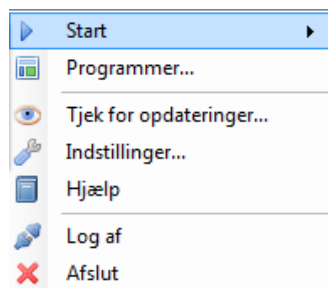 Start
Programmer...
Tjek for opdateringer...
Indstillinger...
Hjælp
Log af
Afslut